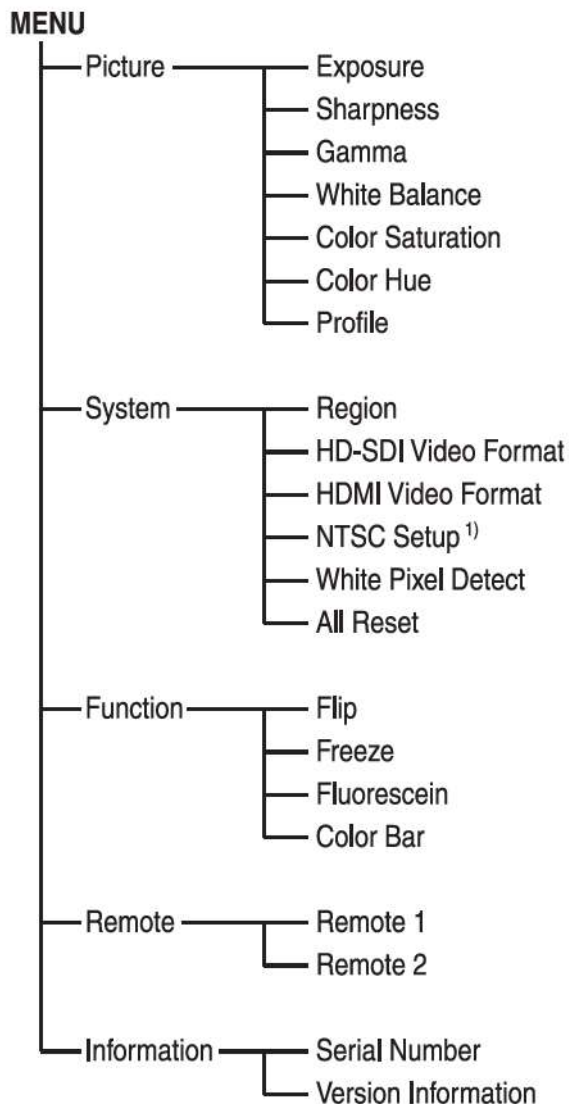 MENU
Picture Exposure
Sharpness
Gamma
White Balance
Color Saturation
Color Hue
Profile
System Region
HD-SDI Video Format
HDMI Video Format
NTSC Setup 1)
White Pixel Detect
All Reset
Function Flip
Freeze
Fluorescein
Color Bar
Remote Remote 1
Remote 2
Information Serial Number
Version Information